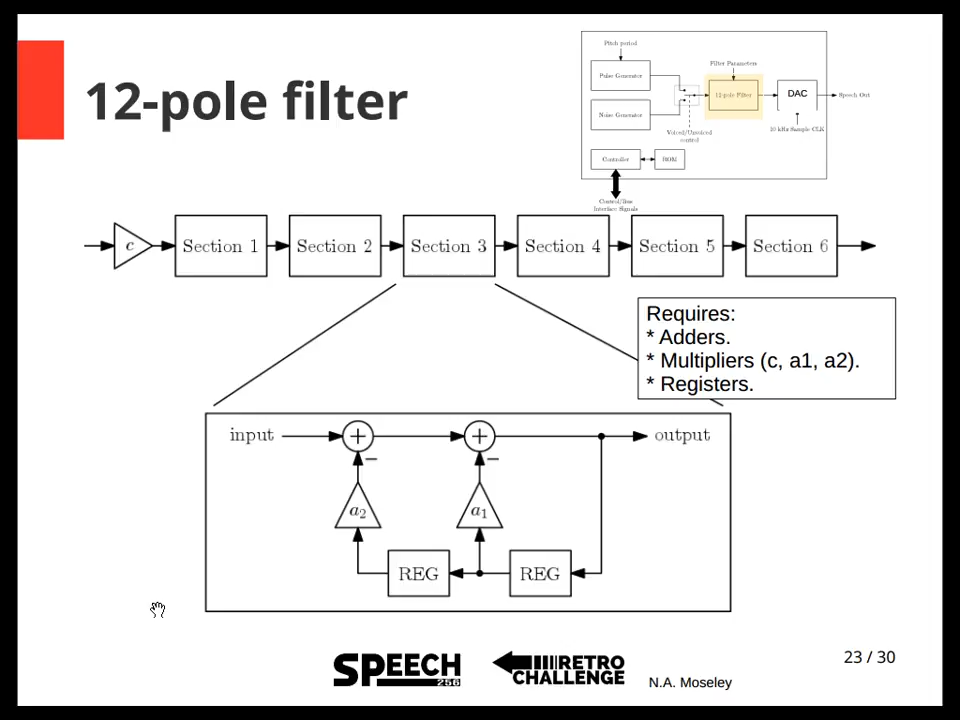 12-pole filter
Pitch period
Pulse Generator
Noise Generator
Filter Parameters
12-pole Filter
DAC
Speech Out
Voiced/Unvoiced
control
10 kHz Sample CLK
Controller
ROM
Control/Bus
Interface Signals
c
Section 1
Section 2
Section 3
Section 4
Section 5
Section 6
Requires:
* Adders.
* Multipliers (c, a1, a2).
* Registers.
input
+
+
output
−
−
a₂
a₁
REG
REG
SPEECH
256
RETRO
CHALLENGE
N.A. Moseley
23 / 30